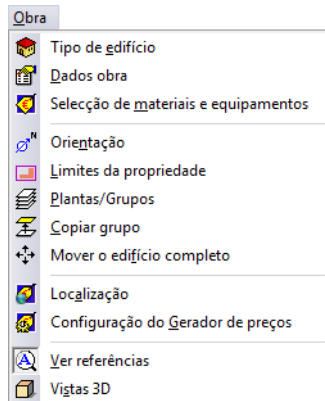 Obra
Tipo de edifício
Dados obra
Selecção de materiais e equipamentos
Orientação
Limites da propriedade
Plantas/Grupos
Copiar grupo
Mover o edifício completo
Localização
Configuração do Gerador de preços
Ver referências
Vistas 3D